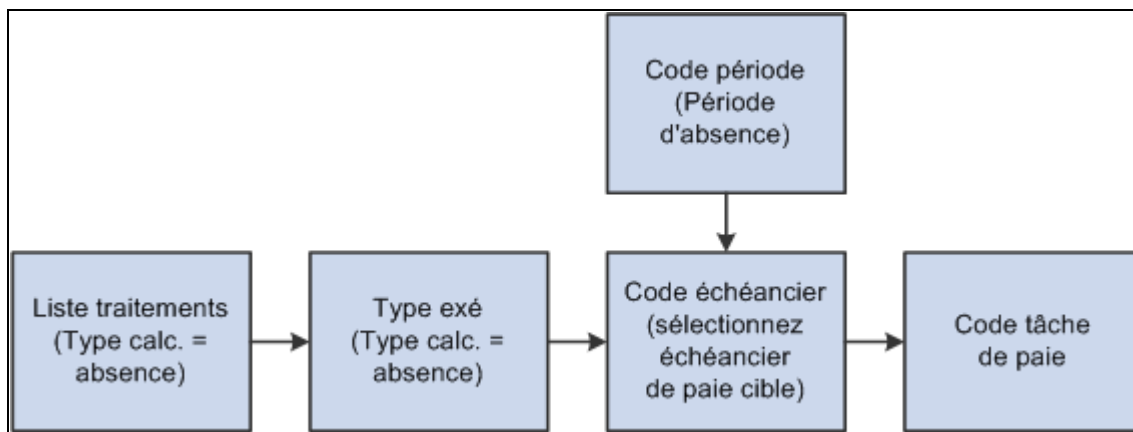 Code période
(Période
d'absence)
Liste traitements
(Type calc. =
absence)
Type exé
(Type calc. =
absence)
Code échéancier
(sélectionnez
échéancier
de paie cible)
Code tâche
de paie